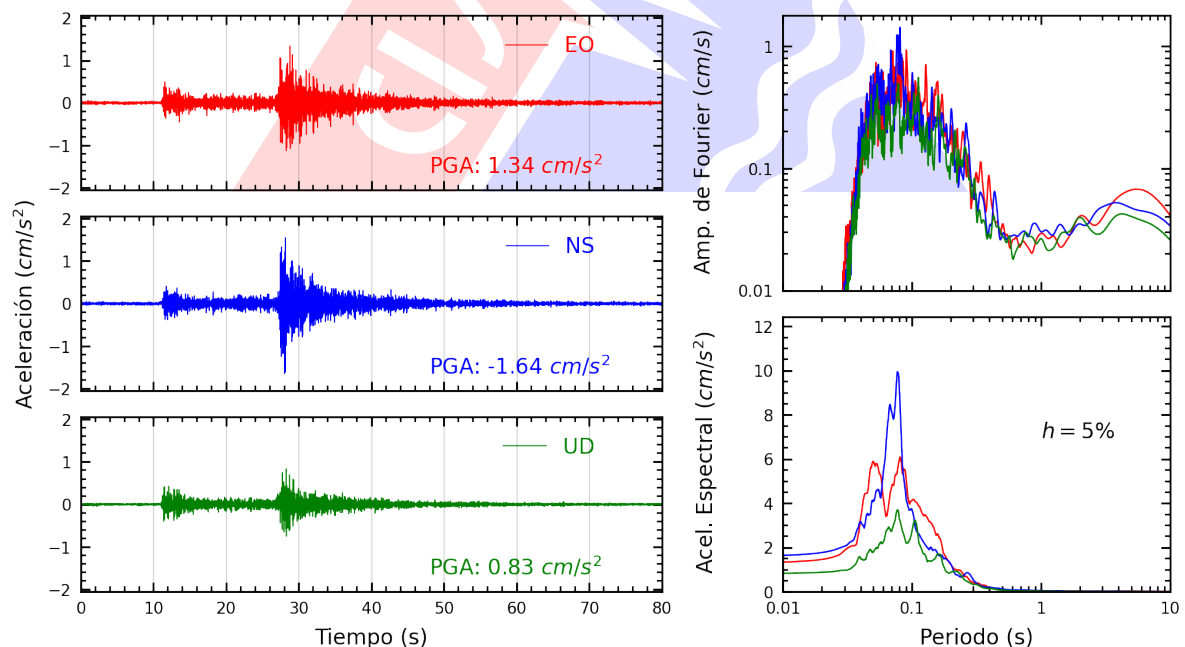 Aceleración (cm/s²)
2
1
0
−1
−2
EO
PGA: 1.34 cm/s²
2
1
0
−1
−2
NS
PGA: -1.64 cm/s²
2
1
0
−1
−2
UD
PGA: 0.83 cm/s²
0 10 20 30 40 50 60 70 80
Tiempo (s)
Amp. de Fourier (cm/s)
1
0.1
0.01
Acel. Espectral (cm/s²)
12
10
8
6
4
2
0
h = 5%
0.01 0.1 1 10
Periodo (s)